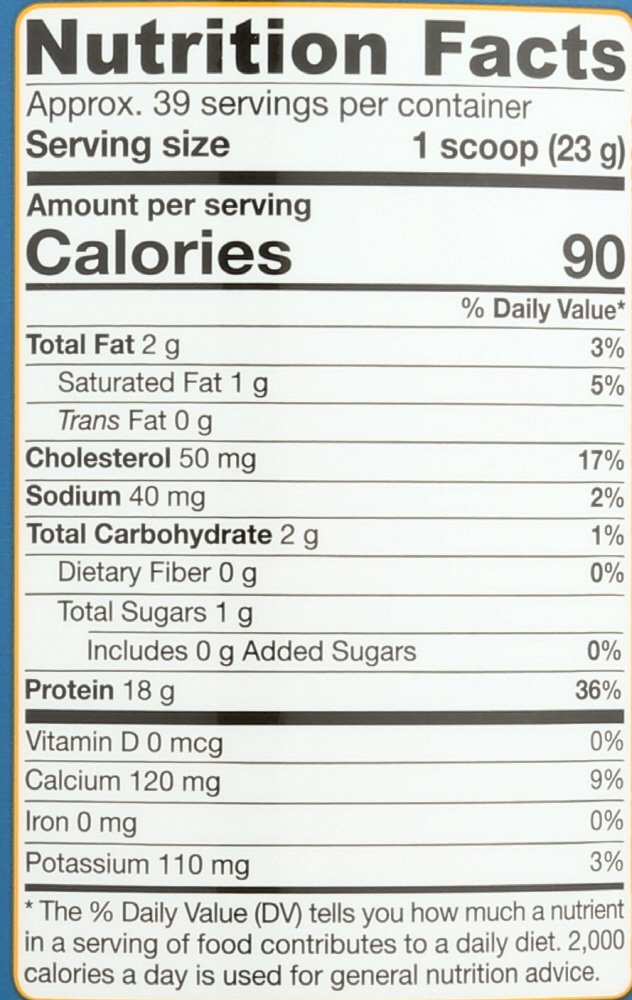 Nutrition Facts
Approx. 39 servings per container
Serving size 1 scoop (23 g)
Amount per serving
Calories 90
% Daily Value*
Total Fat 2 g 3%
Saturated Fat 1 g 5%
Trans Fat 0 g
Cholesterol 50 mg 17%
Sodium 40 mg 2%
Total Carbohydrate 2 g 1%
Dietary Fiber 0 g 0%
Total Sugars 1 g
Includes 0 g Added Sugars 0%
Protein 18 g 36%
Vitamin D 0 mcg 0%
Calcium 120 mg 9%
Iron 0 mg 0%
Potassium 110 mg 3%
* The % Daily Value (DV) tells you how much a nutrient
in a serving of food contributes to a daily diet. 2,000
calories a day is used for general nutrition advice.